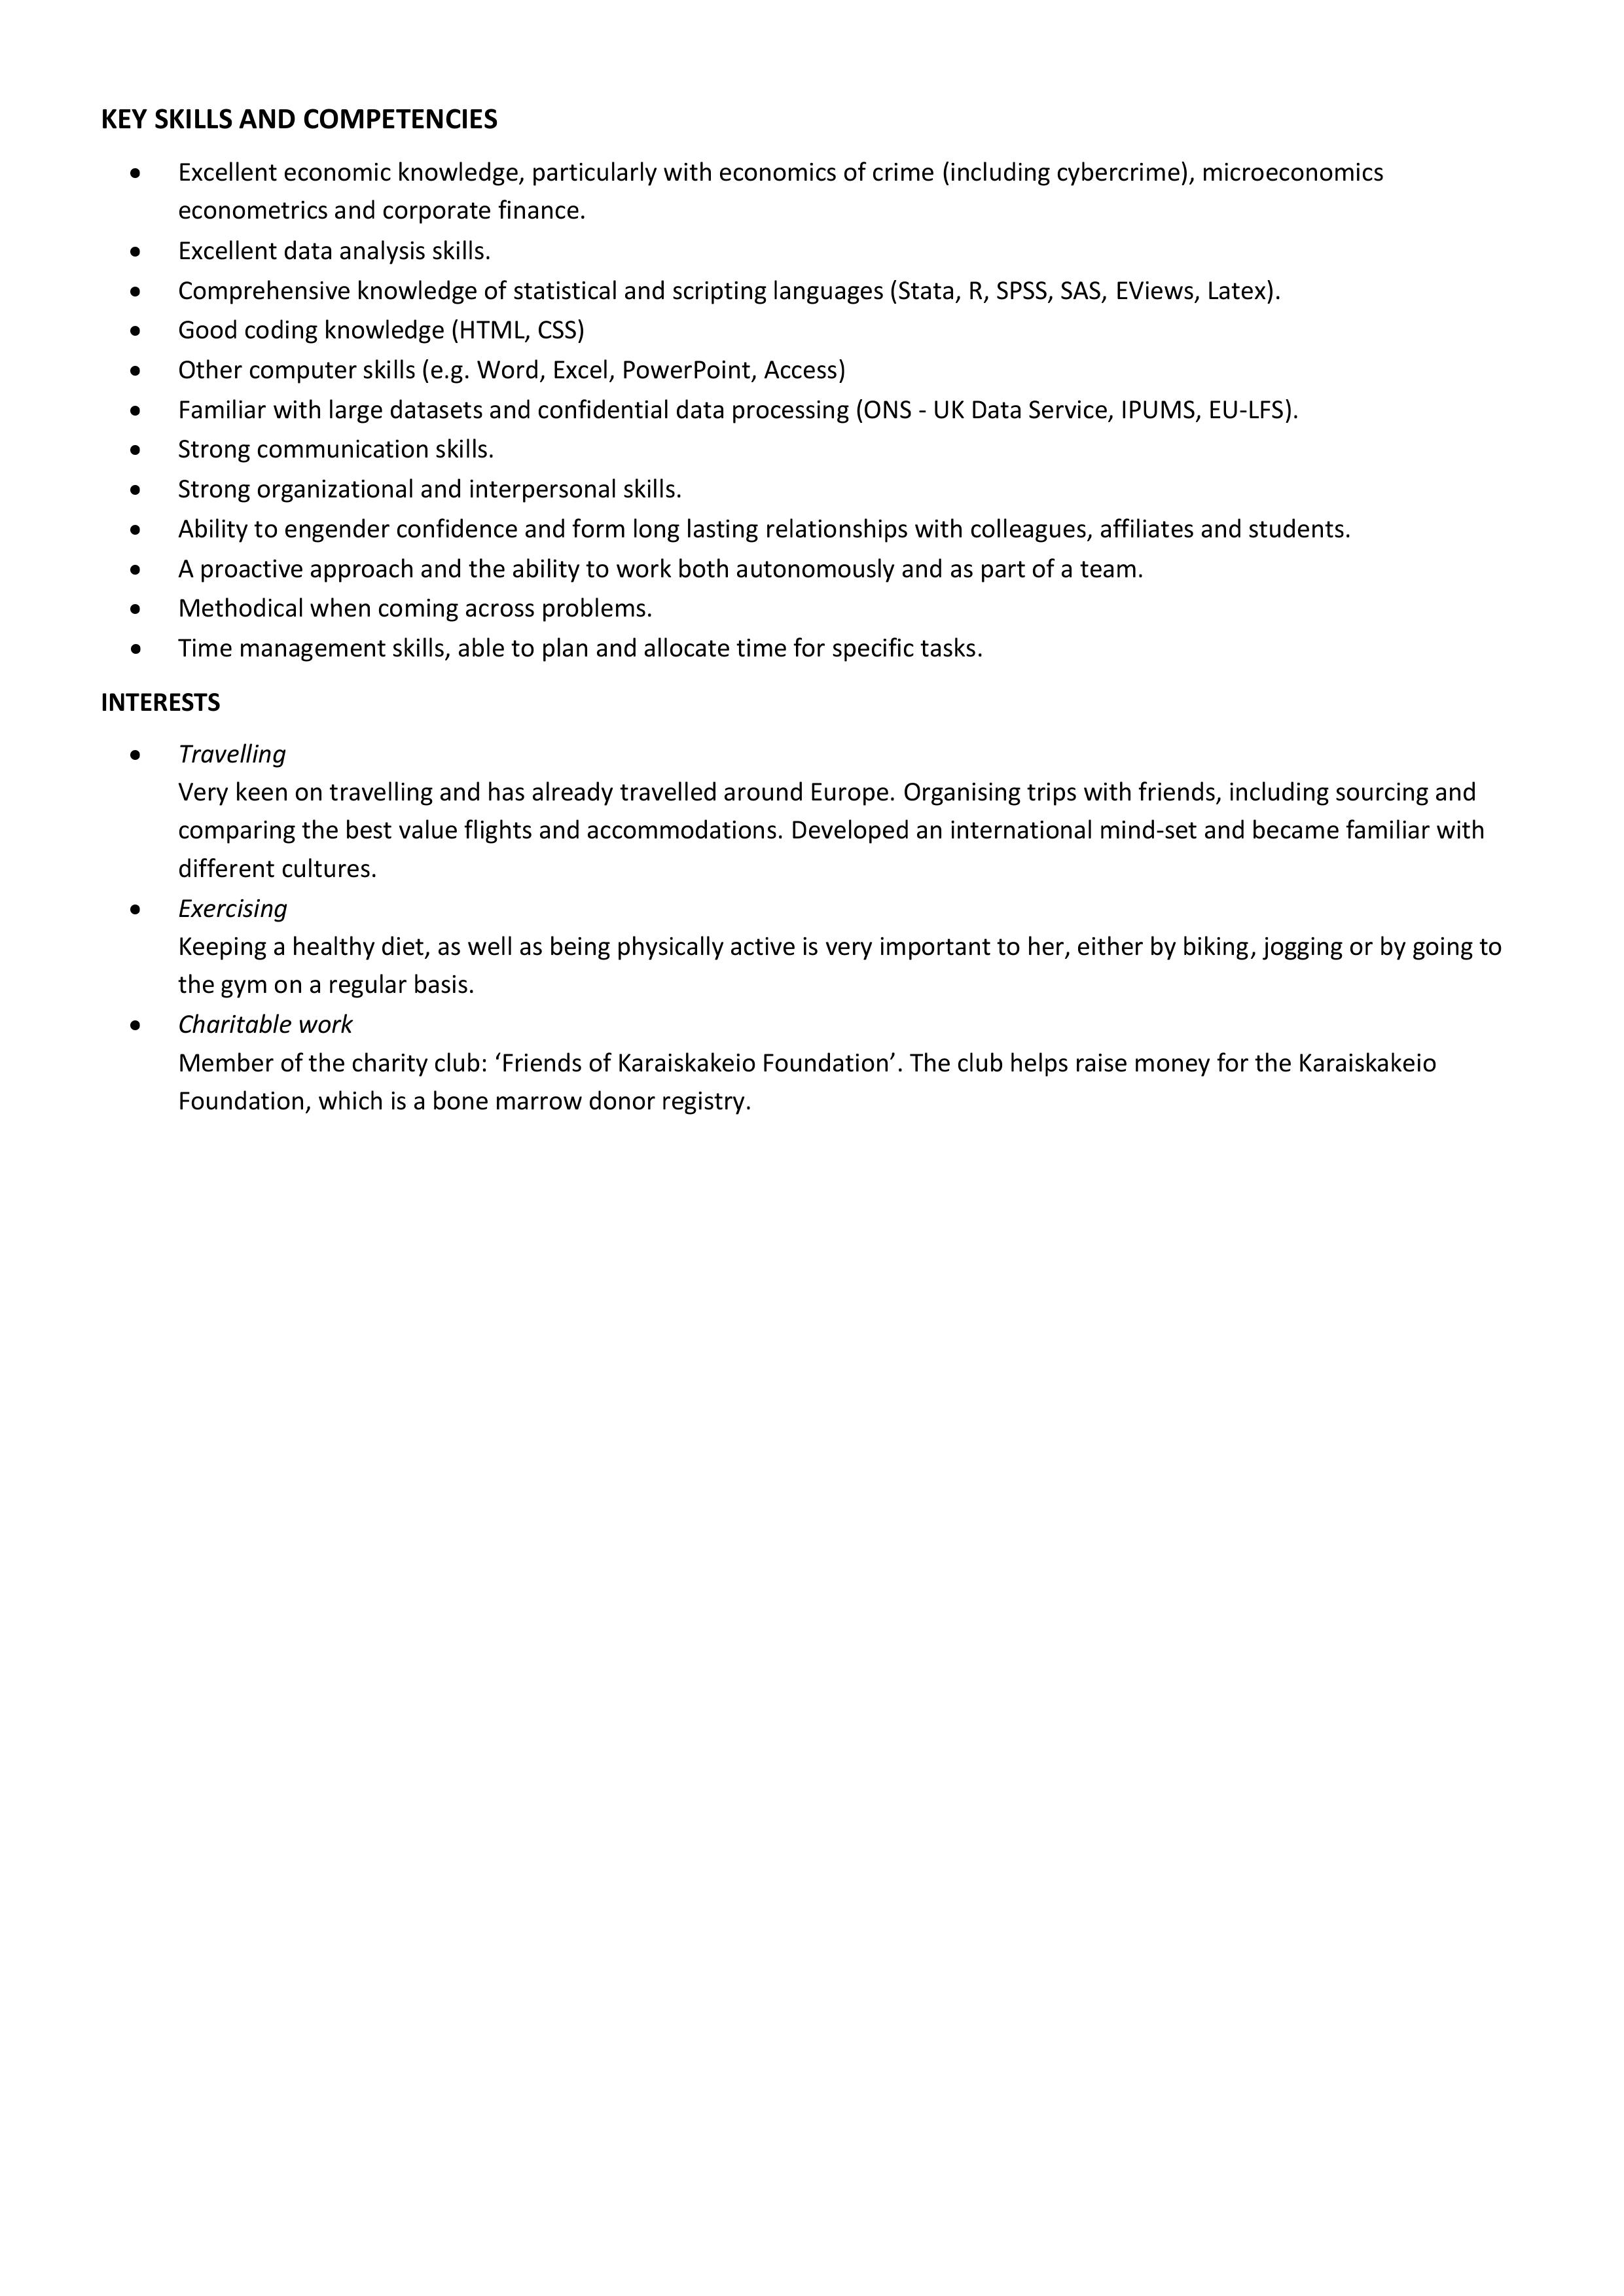 KEY SKILLS AND COMPETENCIES
• Excellent economic knowledge, particularly with economics of crime (including cybercrime), microeconomics
econometrics and corporate finance.
• Excellent data analysis skills.
• Comprehensive knowledge of statistical and scripting languages (Stata, R, SPSS, SAS, EViews, Latex).
• Good coding knowledge (HTML, CSS)
• Other computer skills (e.g. Word, Excel, PowerPoint, Access)
• Familiar with large datasets and confidential data processing (ONS - UK Data Service, IPUMS, EU-LFS).
• Strong communication skills.
• Strong organizational and interpersonal skills.
• Ability to engender confidence and form long lasting relationships with colleagues, affiliates and students.
• A proactive approach and the ability to work both autonomously and as part of a team.
• Methodical when coming across problems.
• Time management skills, able to plan and allocate time for specific tasks.
INTERESTS
• Travelling
Very keen on travelling and has already travelled around Europe. Organising trips with friends, including sourcing and
comparing the best value flights and accommodations. Developed an international mind-set and became familiar with
different cultures.
• Exercising
Keeping a healthy diet, as well as being physically active is very important to her, either by biking, jogging or by going to
the gym on a regular basis.
• Charitable work
Member of the charity club: ‘Friends of Karaiskakeio Foundation’. The club helps raise money for the Karaiskakeio
Foundation, which is a bone marrow donor registry.